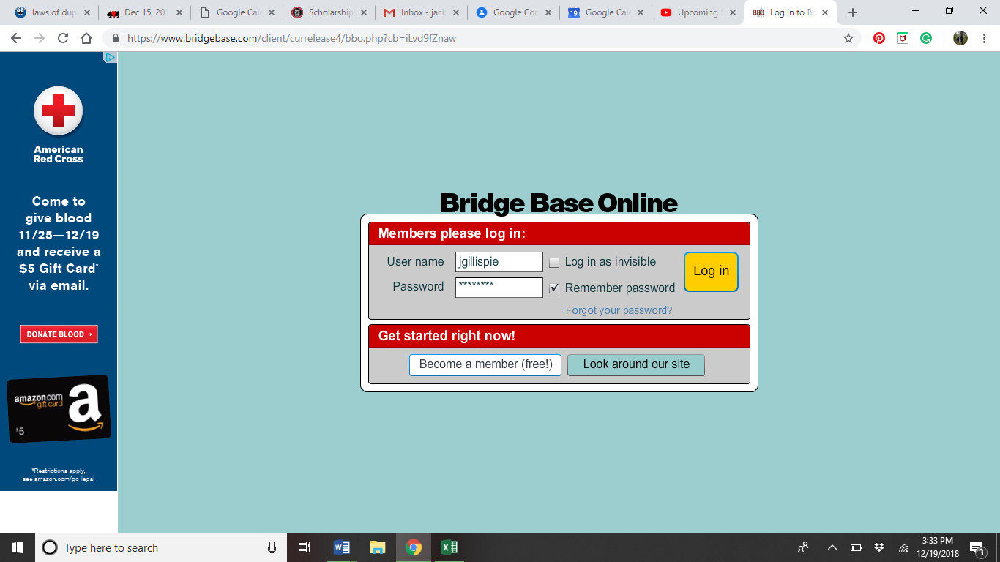 laws of dup
Dec 15, 201
Google Cale
Scholarship
Inbox - jack
Google Con
Google Cale
Upcoming S
BBO
Log in to Br
https://www.bridgebase.com/client/currelease4/bbo.php?cb=iLvd9fZnaw
American
Red Cross
Come to
give blood
11/25—12/19
and receive a
$5 Gift Card*
via email.
DONATE BLOOD
amazon.com
gift card
a
$5
*Restrictions apply,
see amazon.com/gc-legal
Bridge Base Online
Members please log in:
User name
jgillispie
Log in as invisible
Log in
Password
********
Remember password
Forgot your password?
Get started right now!
Become a member (free!)
Look around our site
Type here to search
3:33 PM
12/19/2018
3